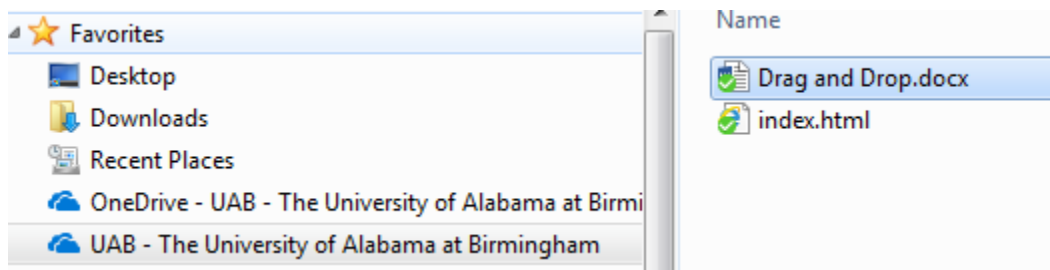 Favorites
Desktop
Downloads
Recent Places
OneDrive - UAB - The University of Alabama at Birmi
UAB - The University of Alabama at Birmingham
Name
Drag and Drop.docx
index.html